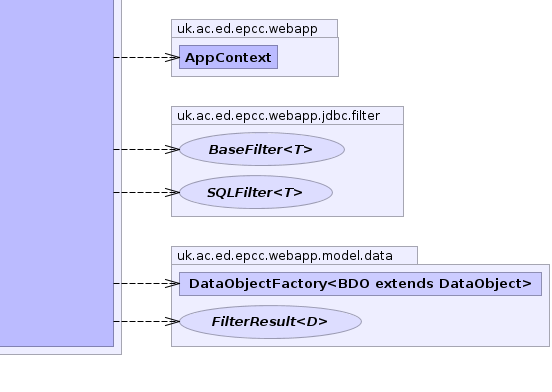 uk.ac.ed.epcc.webapp
AppContext
uk.ac.ed.epcc.webapp.jdbc.filter
BaseFilter<T>
SQLFilter<T>
uk.ac.ed.epcc.webapp.model.data
DataObjectFactory<BDO extends DataObject>
FilterResult<D>